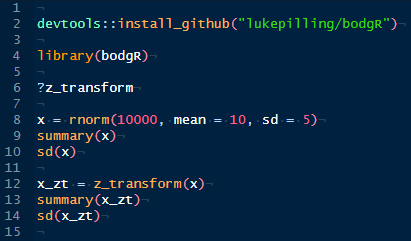 1 ¬
2 devtools::install_github("lukepilling/bodgR")¬
3 ¬
4 library(bodgR)¬
5 ¬
6 ?z_transform¬
7 ¬
8 x = rnorm(10000, mean = 10, sd = 5)¬
9 summary(x)¬
10 sd(x)¬
11 ¬
12 x_zt = z_transform(x)¬
13 summary(x_zt)¬
14 sd(x_zt)¬
15 ¬